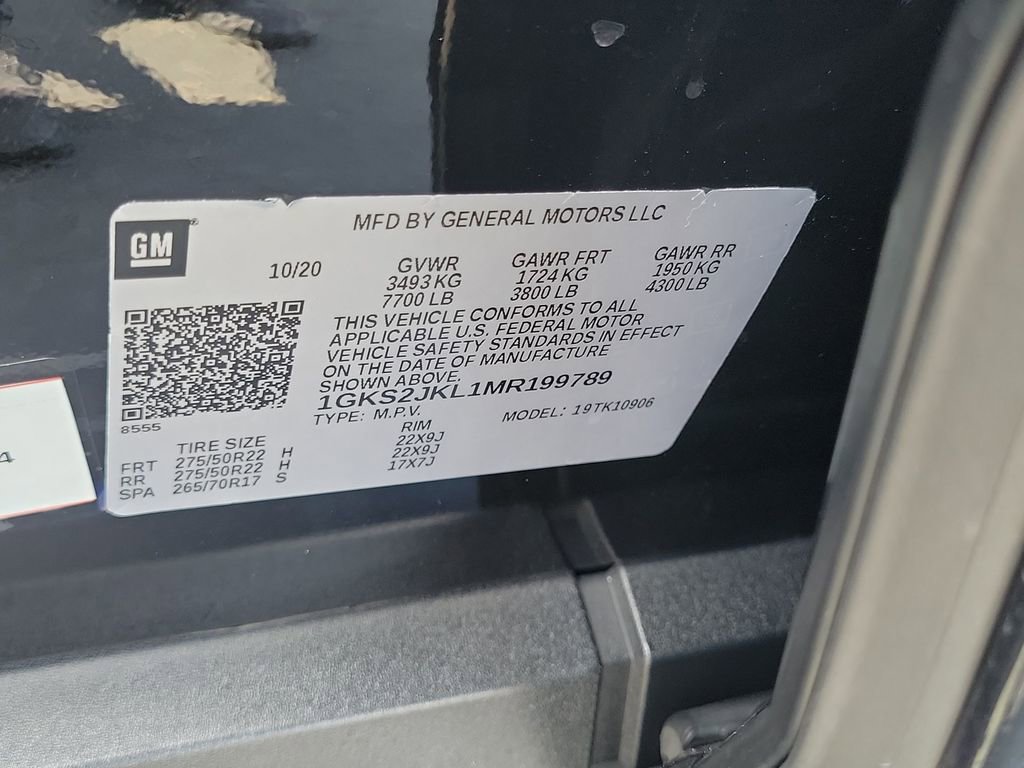 GM
MFD BY GENERAL MOTORS LLC
10/20
GVWR
3493 KG
7700 LB
GAWR FRT
1724 KG
3800 LB
GAWR RR
1950 KG
4300 LB
THIS VEHICLE CONFORMS TO ALL
APPLICABLE U.S. FEDERAL MOTOR
VEHICLE SAFETY STANDARDS IN EFFECT
ON THE DATE OF MANUFACTURE
SHOWN ABOVE.
1GKS2JKL1MR199789
TYPE: M.P.V. MODEL: 19TK10906
8555
TIRE SIZE RIM
FRT 275/50R22 H 22X9J
RR 275/50R22 H 22X9J
SPA 265/70R17 S 17X7J
4